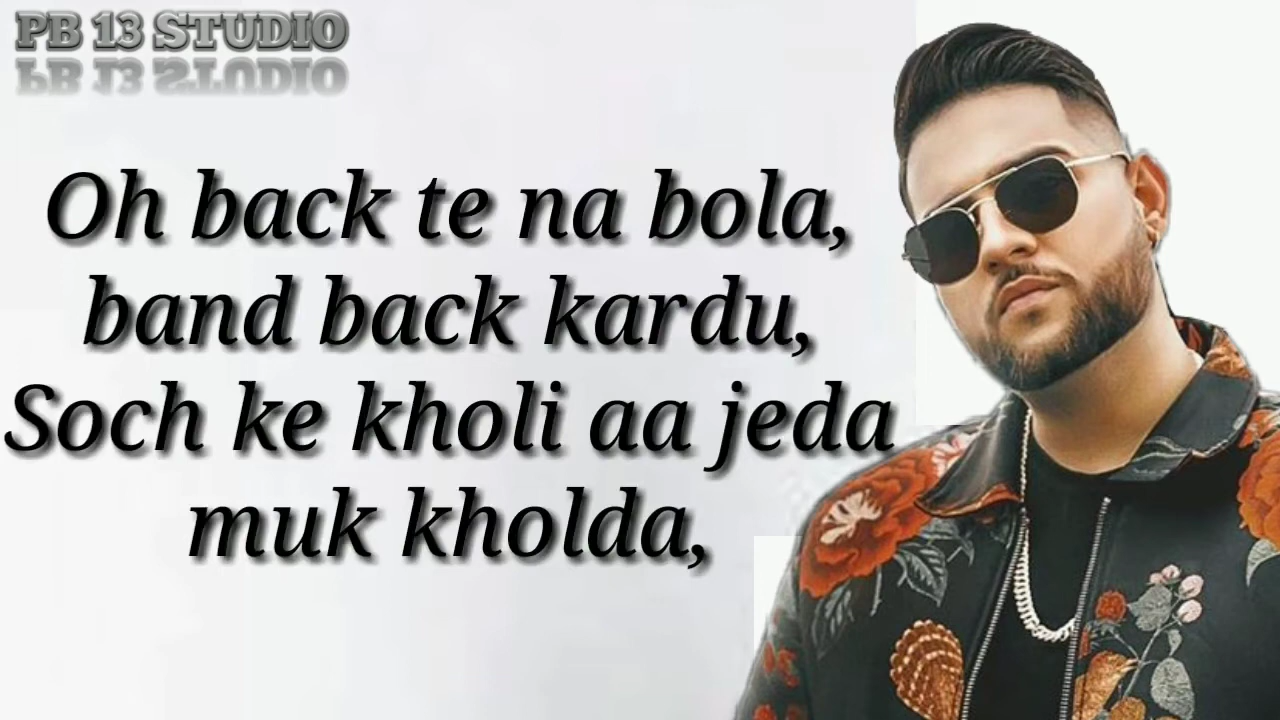 PB 13 STUDIO
Oh back te na bola,
band back kardu,
Soch ke kholi aa jeda
muk kholda,